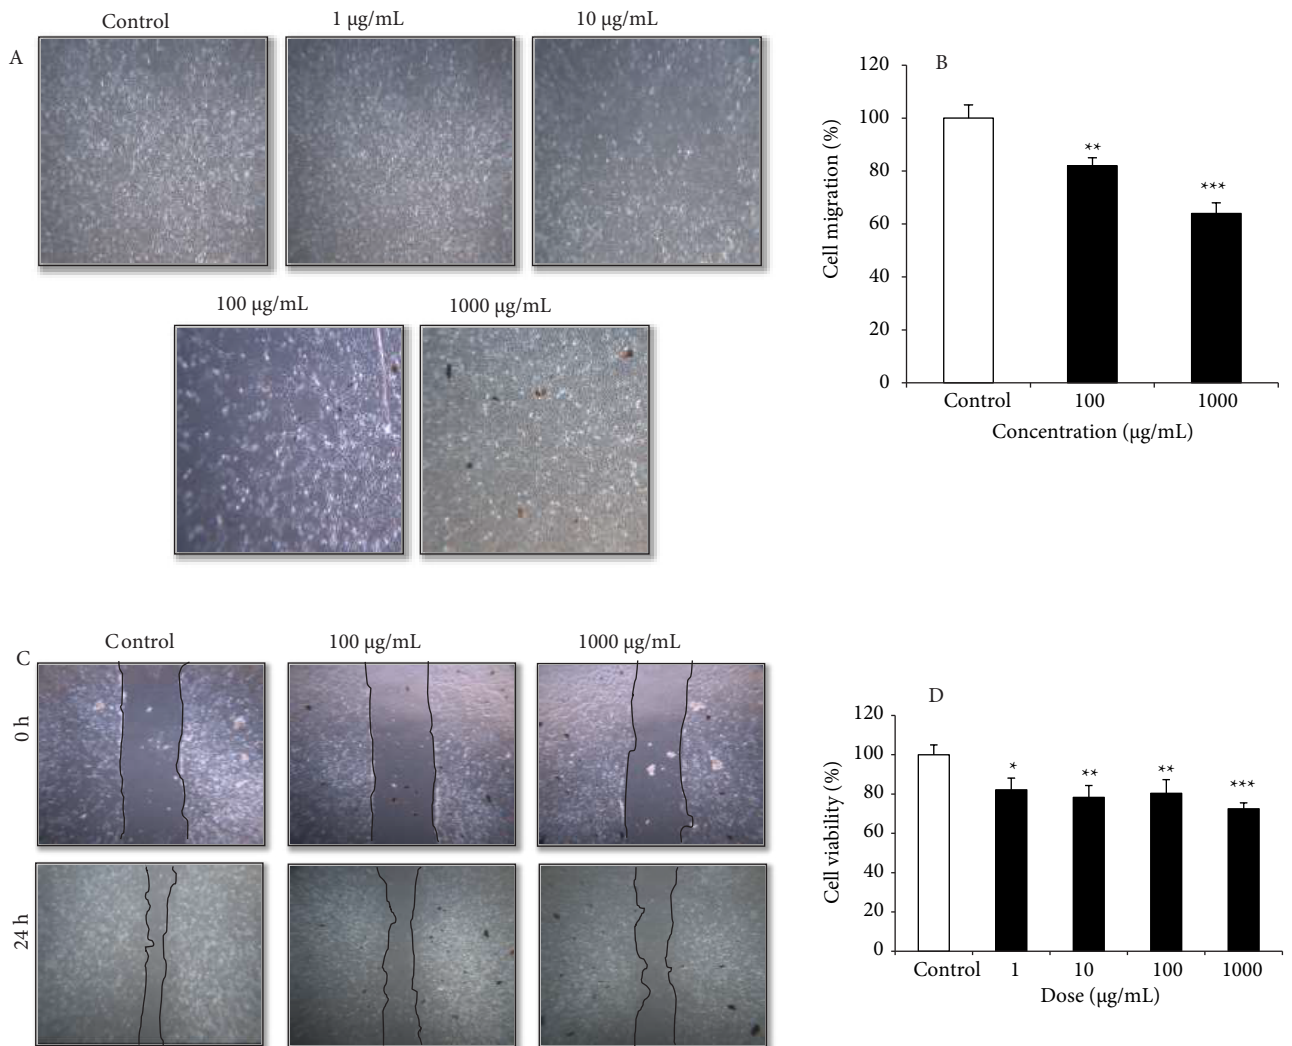 Control 1 µg/mL 10 µg/mL
A
100 µg/mL 1000 µg/mL
B
120
100
80
60
40
20
0
Cell migration (%)
**
***
Control 100 1000
Concentration (µg/mL)
Control 100 µg/mL 1000 µg/mL
C
0 h
24 h
D
120
100
80
60
40
20
0
Cell viability (%)
*
**
**
***
Control 1 10 100 1000
Dose (µg/mL)